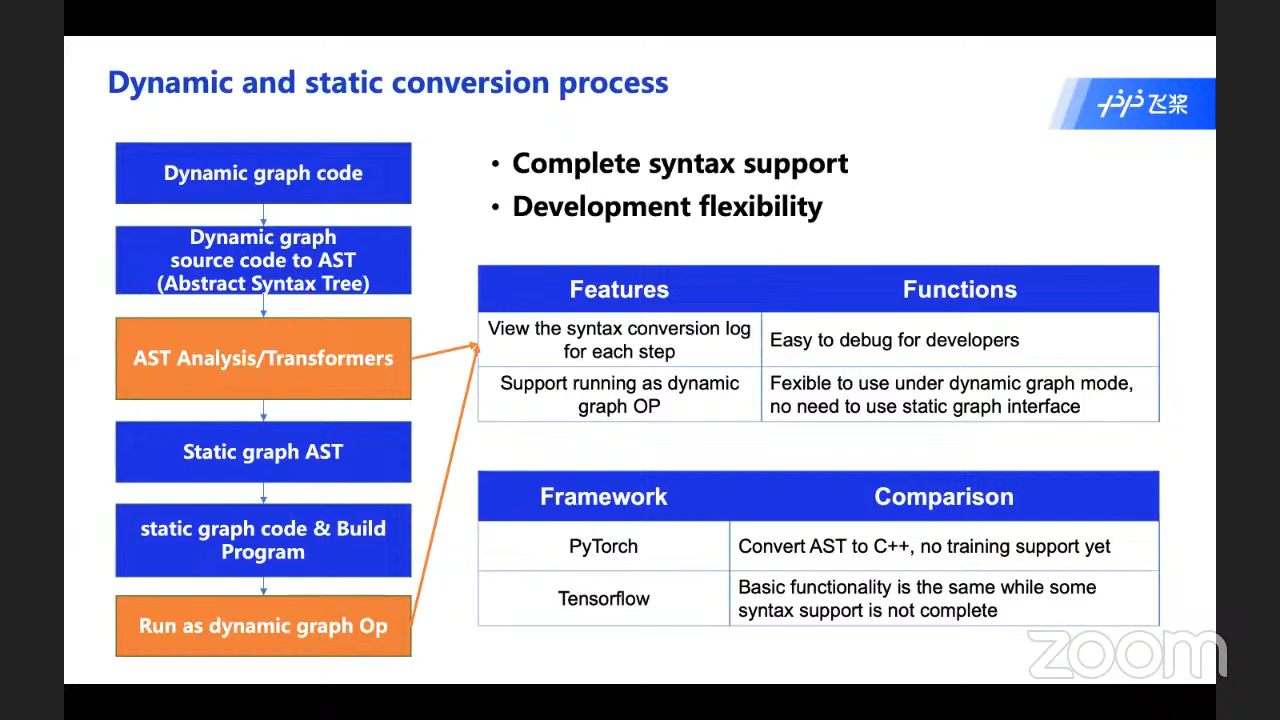 Dynamic and static conversion process
飞桨
Dynamic graph code
Dynamic graph
source code to AST
(Abstract Syntax Tree)
AST Analysis/Transformers
Static graph AST
static graph code & Build
Program
Run as dynamic graph Op
• Complete syntax support
• Development flexibility
Features Functions
View the syntax conversion log
for each step
Easy to debug for developers
Support running as dynamic
graph OP
Fexible to use under dynamic graph mode,
no need to use static graph interface
Framework Comparison
PyTorch
Convert AST to C++, no training support yet
Tensorflow
Basic functionality is the same while some
syntax support is not complete
zoom